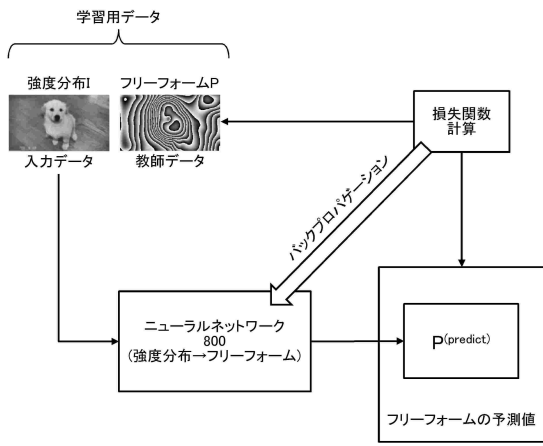 学習用データ
強度分布I
フリーフォームP
入力データ
教師データ
損失関数
計算
バックプロパゲーション
ニューラルネットワーク
800
(強度分布→フリーフォーム)
P(predict)
フリーフォームの予測値